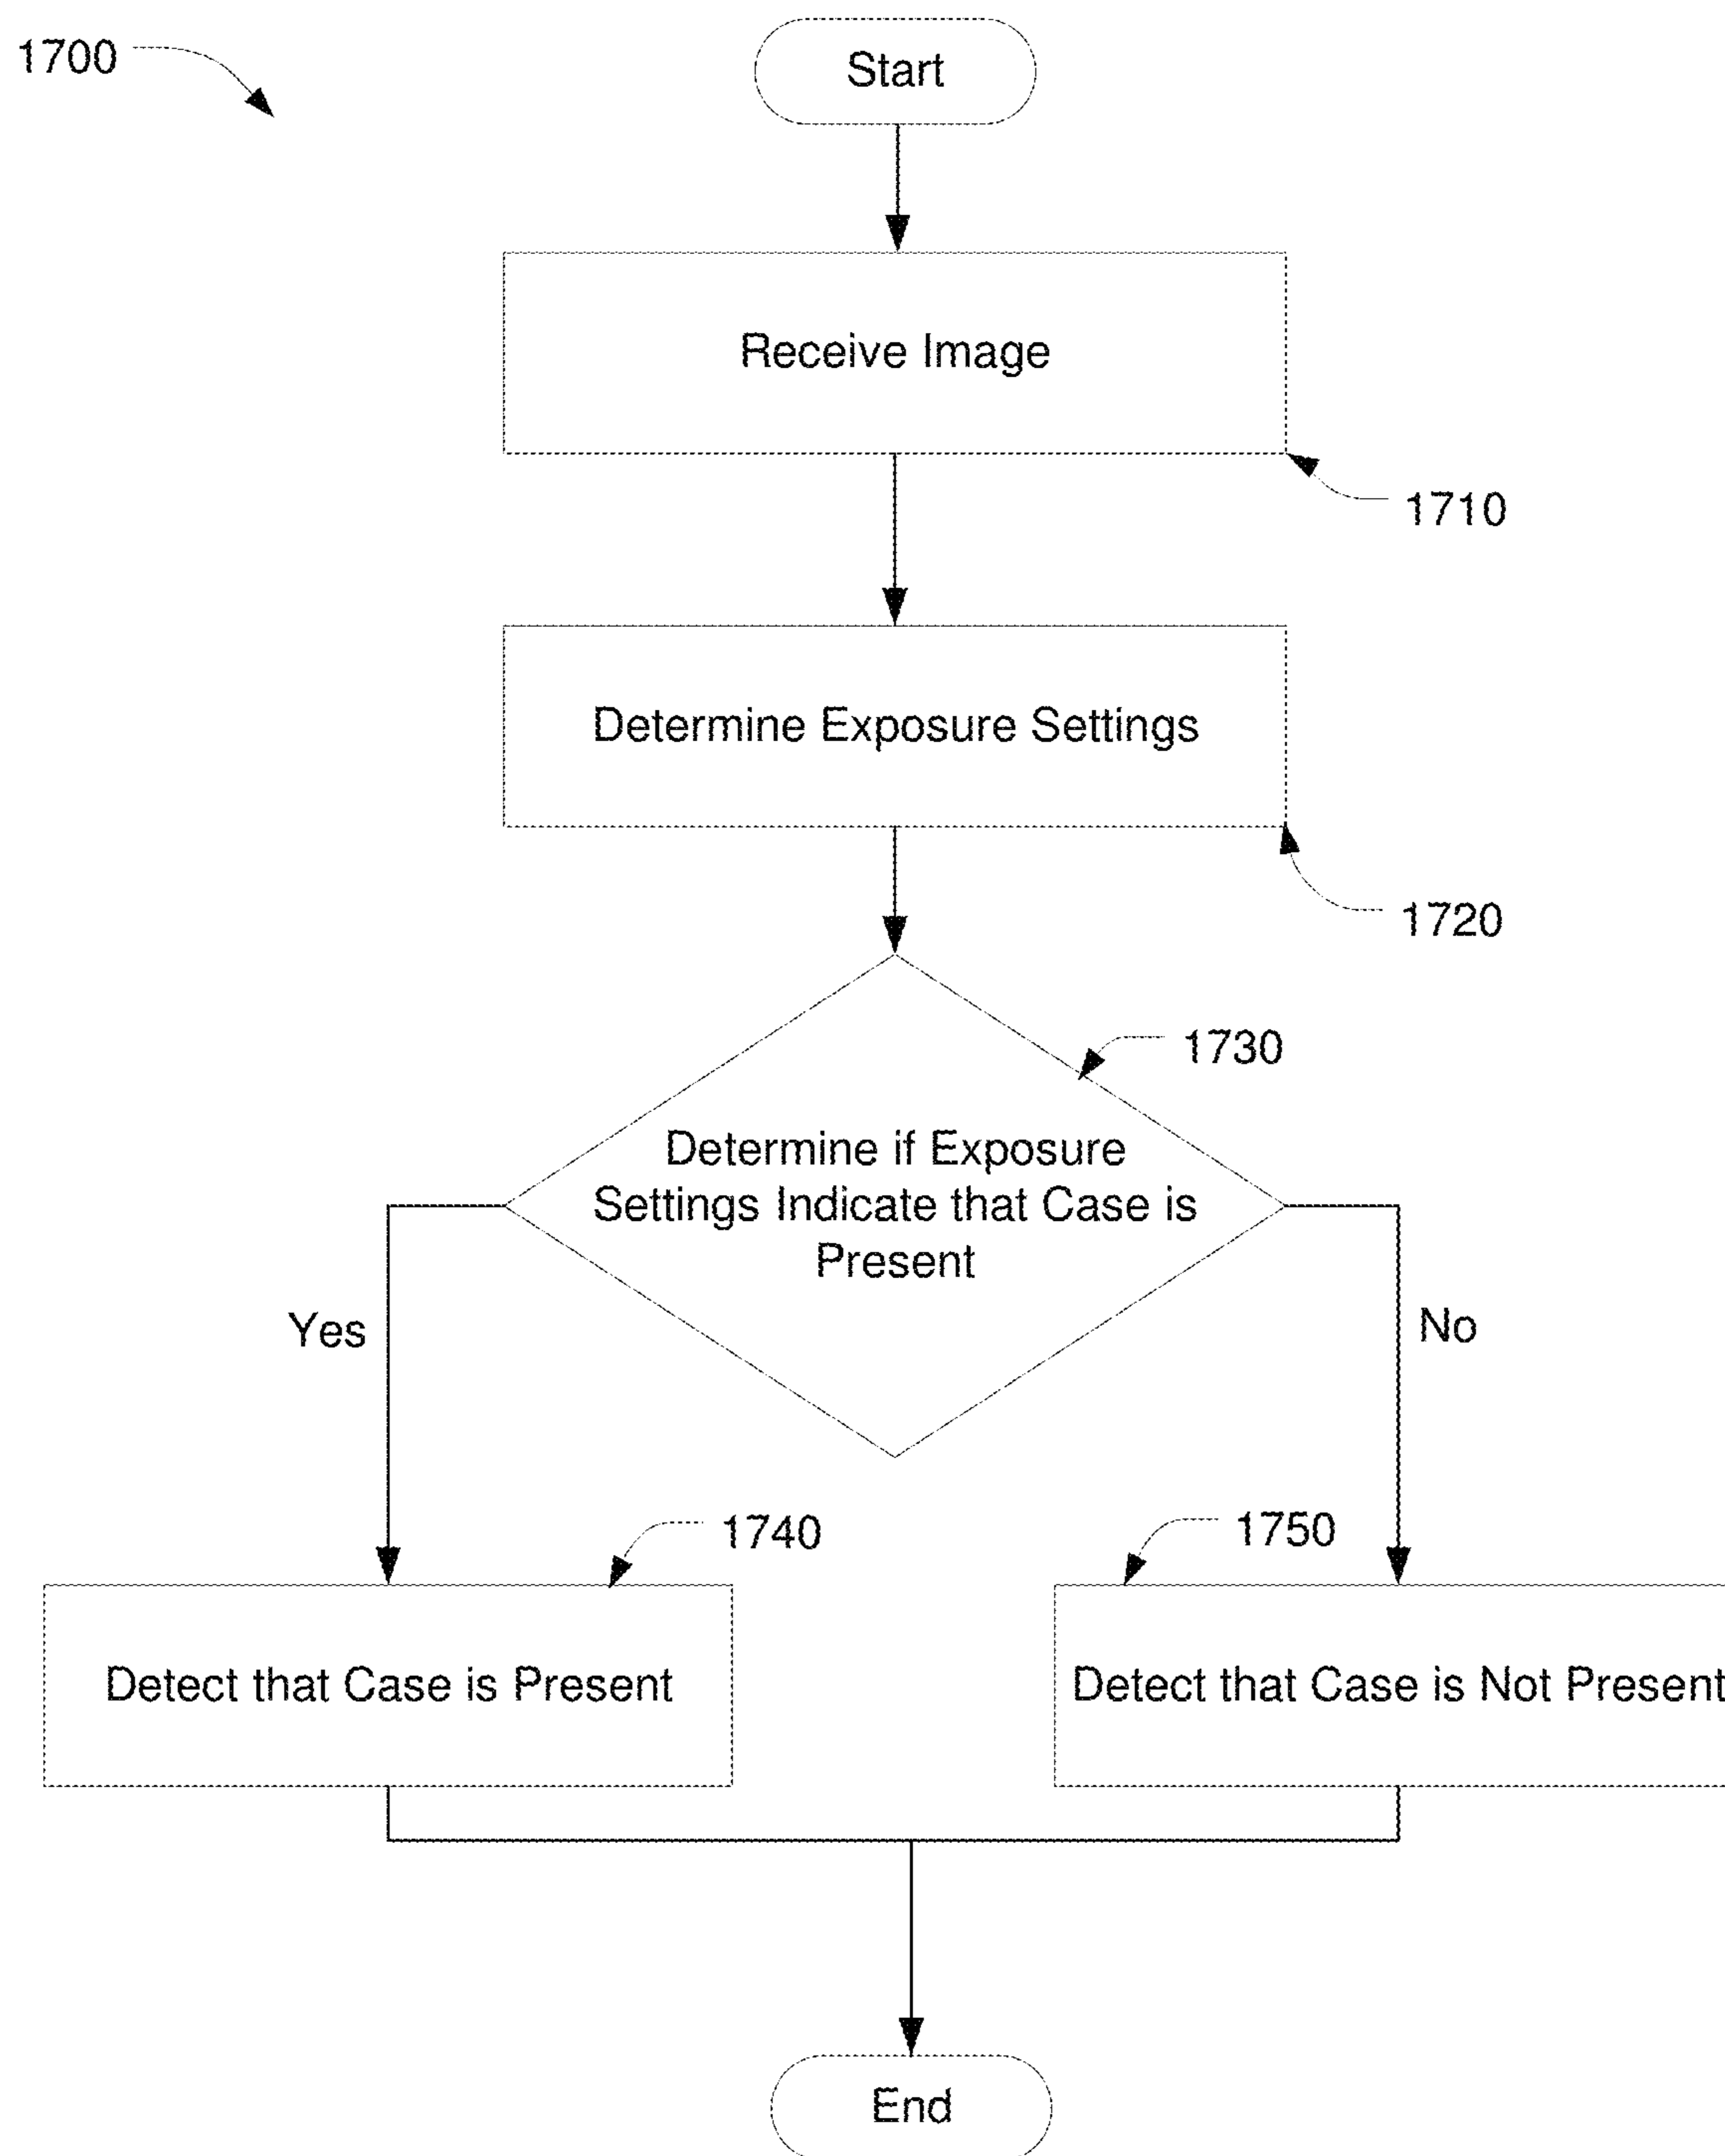 1700
Start
Receive Image
1710
Determine Exposure Settings
1720
1730
Determine if Exposure
Settings Indicate that Case is
Present
Yes
No
1740
1750
Detect that Case is Present
Detect that Case is Not Present
End